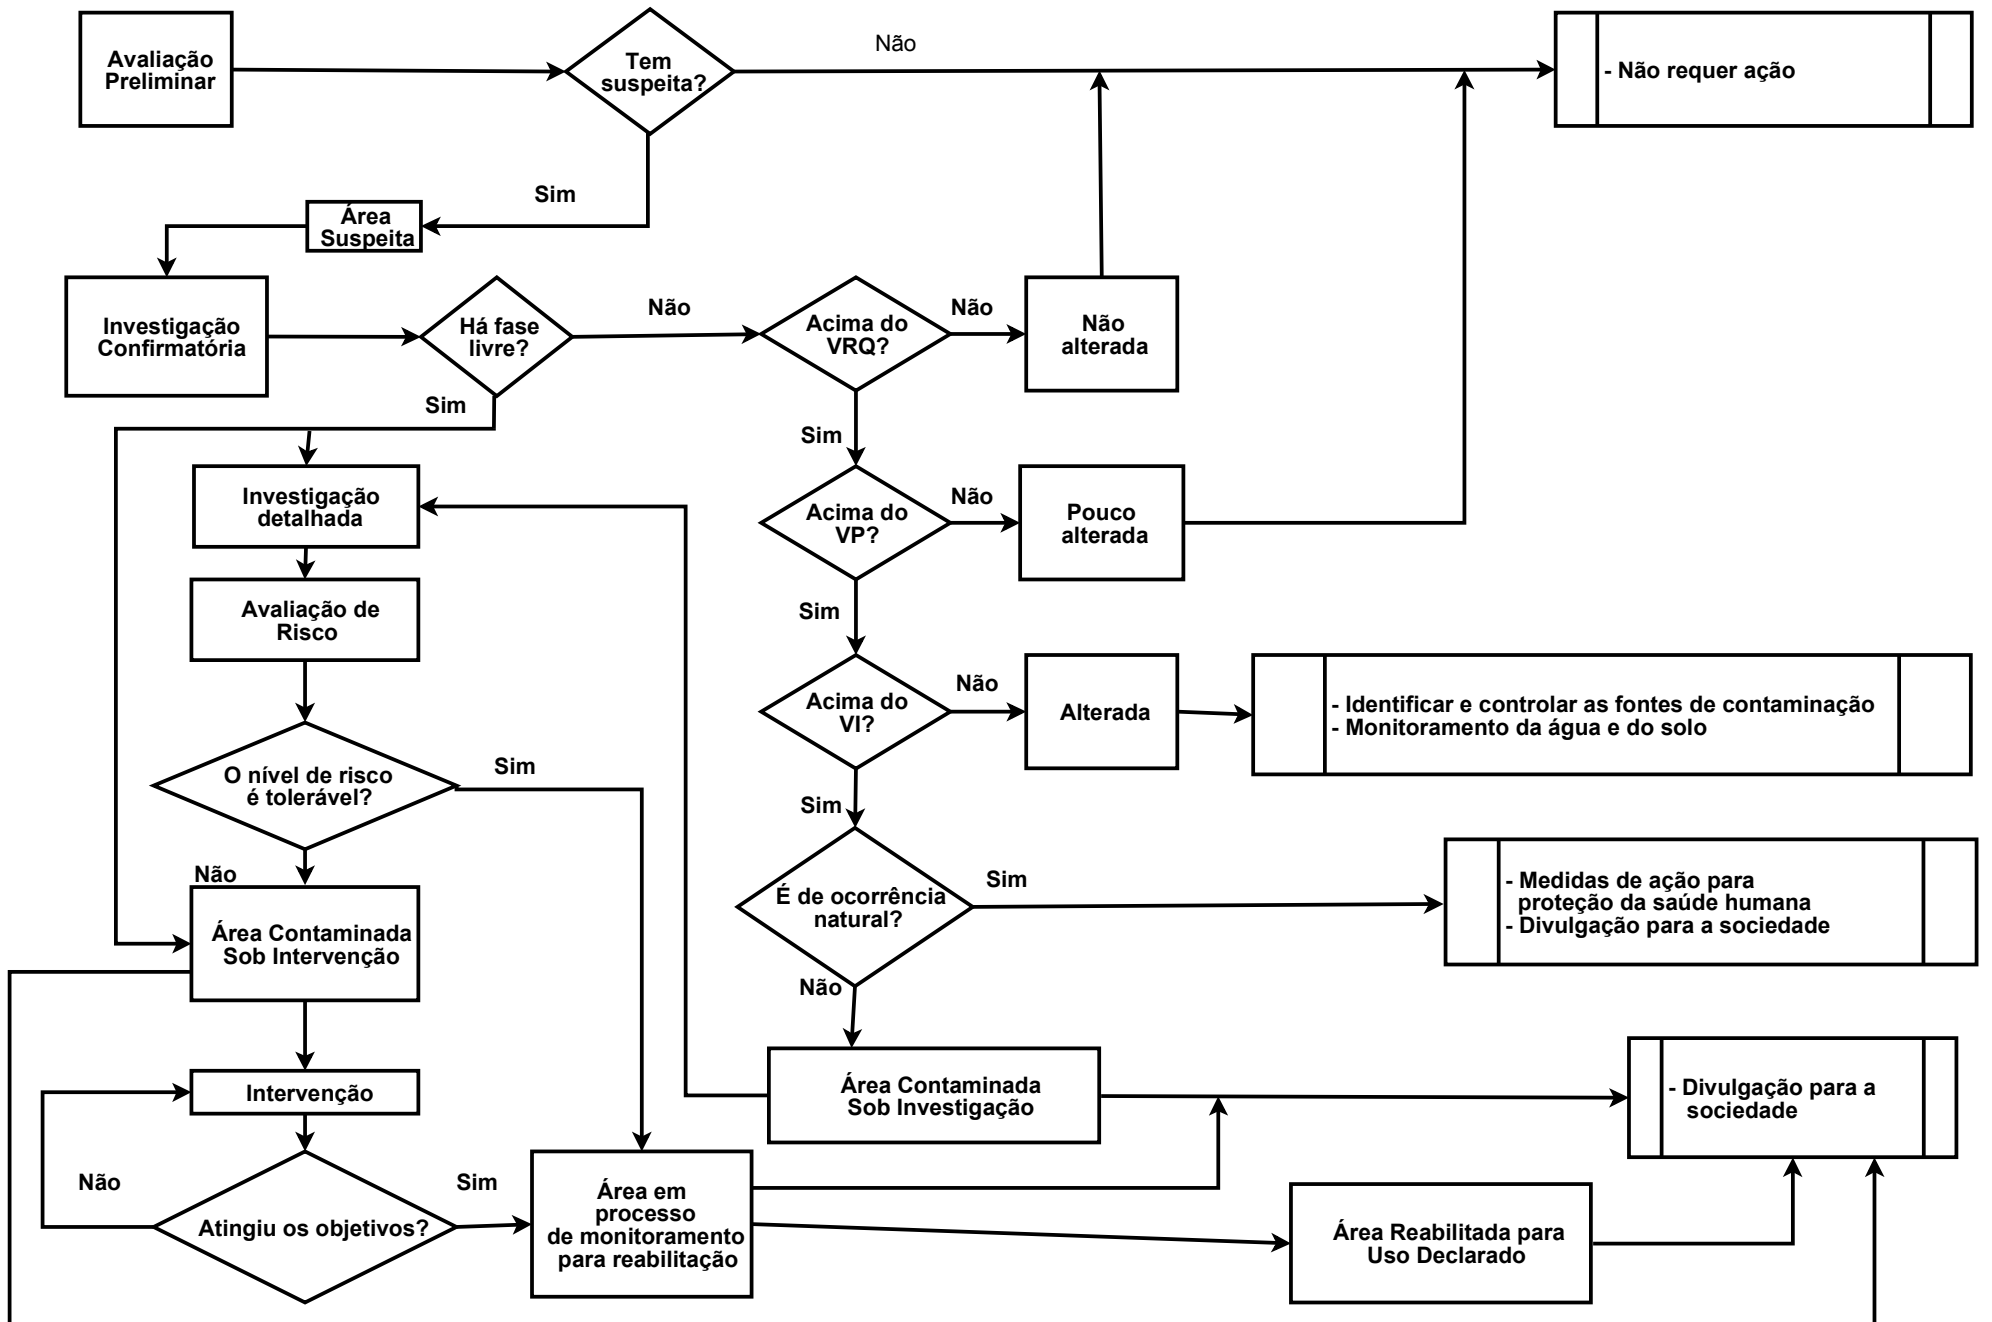 Avaliação
Preliminar
Tem
suspeita?
Não
- Não requer ação
Sim
Área
Suspeita
Investigação
Confirmatória
Há fase
livre?
Não
Acima do
VRQ?
Não
Não
alterada
Sim
Sim
Investigação
detalhada
Acima do
VP?
Não
Pouco
alterada
Avaliação de
Risco
Sim
Acima do
VI?
Não
Alterada
- Identificar e controlar as fontes de contaminação
- Monitoramento da água e do solo
O nível de risco
é tolerável?
Sim
Sim
Não
É de ocorrência
natural?
Sim
- Medidas de ação para
proteção da saúde humana
- Divulgação para a sociedade
Área Contaminada
Sob Intervenção
Não
Área Contaminada
Sob Investigação
- Divulgação para a
sociedade
Intervenção
Não
Atingiu os objetivos?
Sim
Área em
processo
de monitoramento
para reabilitação
Área Reabilitada para
Uso Declarado